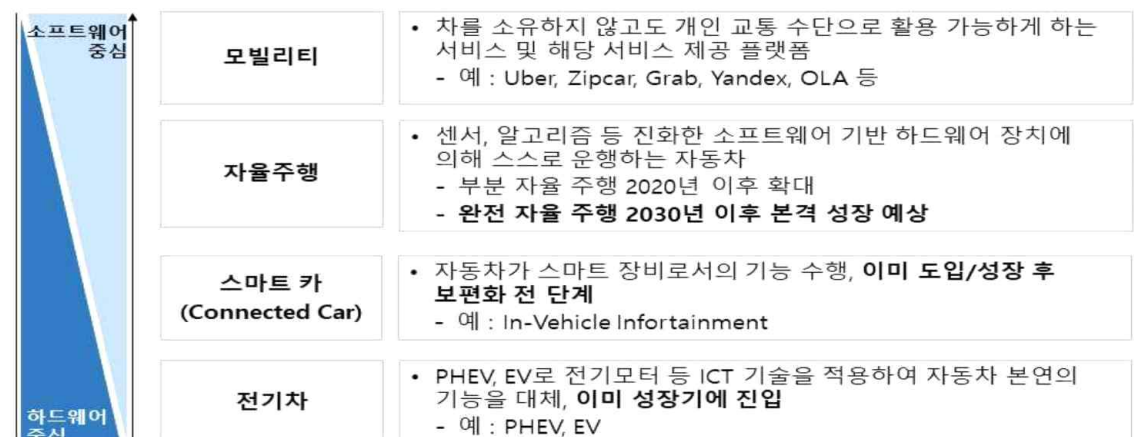 소프트웨어
중심
모빌리티
• 차를 소유하지 않고도 개인 교통 수단으로 활용 가능하게 하는
서비스 및 해당 서비스 제공 플랫폼
- 예 : Uber, Zipcar, Grab, Yandex, OLA 등
자율주행
• 센서, 알고리즘 등 진화한 소프트웨어 기반 하드웨어 장치에
의해 스스로 운행하는 자동차
- 부분 자율 주행 2020년 이후 확대
- 완전 자율 주행 2030년 이후 본격 성장 예상
스마트 카
(Connected Car)
• 자동차가 스마트 장비로서의 기능 수행, 이미 도입/성장 후
보편화 전 단계
- 예 : In-Vehicle Infortainment
전기차
• PHEV, EV로 전기모터 등 ICT 기술을 적용하여 자동차 본연의
기능을 대체, 이미 성장기에 진입
- 예 : PHEV, EV
하드웨어
중심